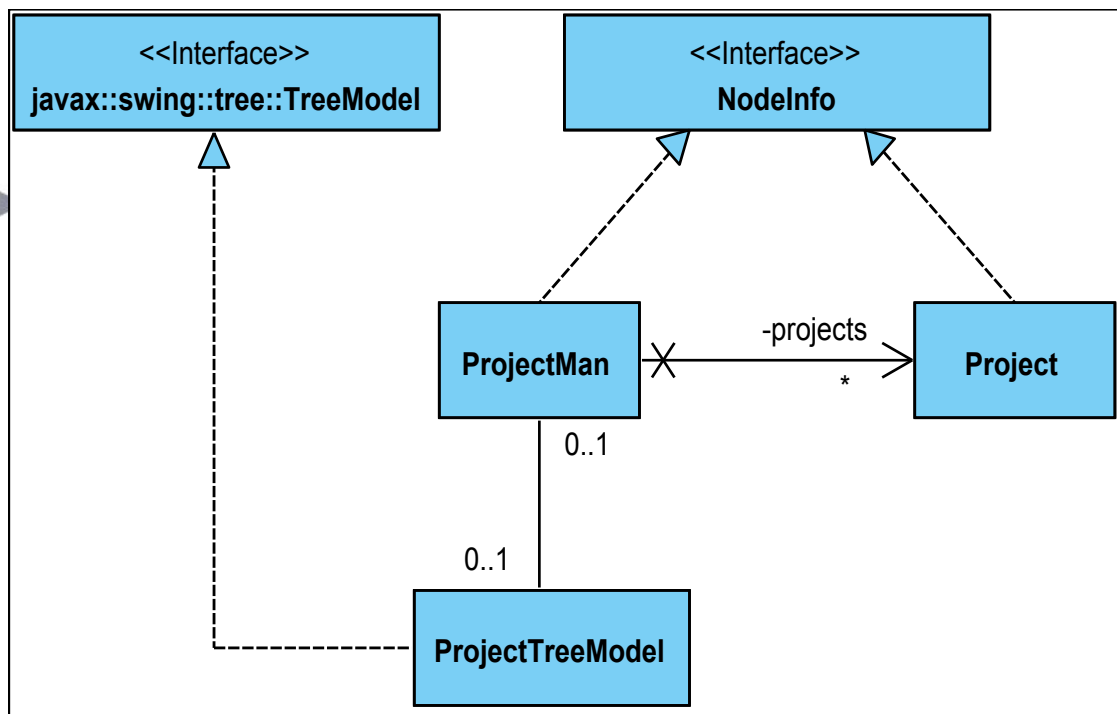 <<Interface>>
javax::swing::tree::TreeModel
<<Interface>>
NodeInfo
ProjectMan
-projects
*
Project
0..1
0..1
ProjectTreeModel